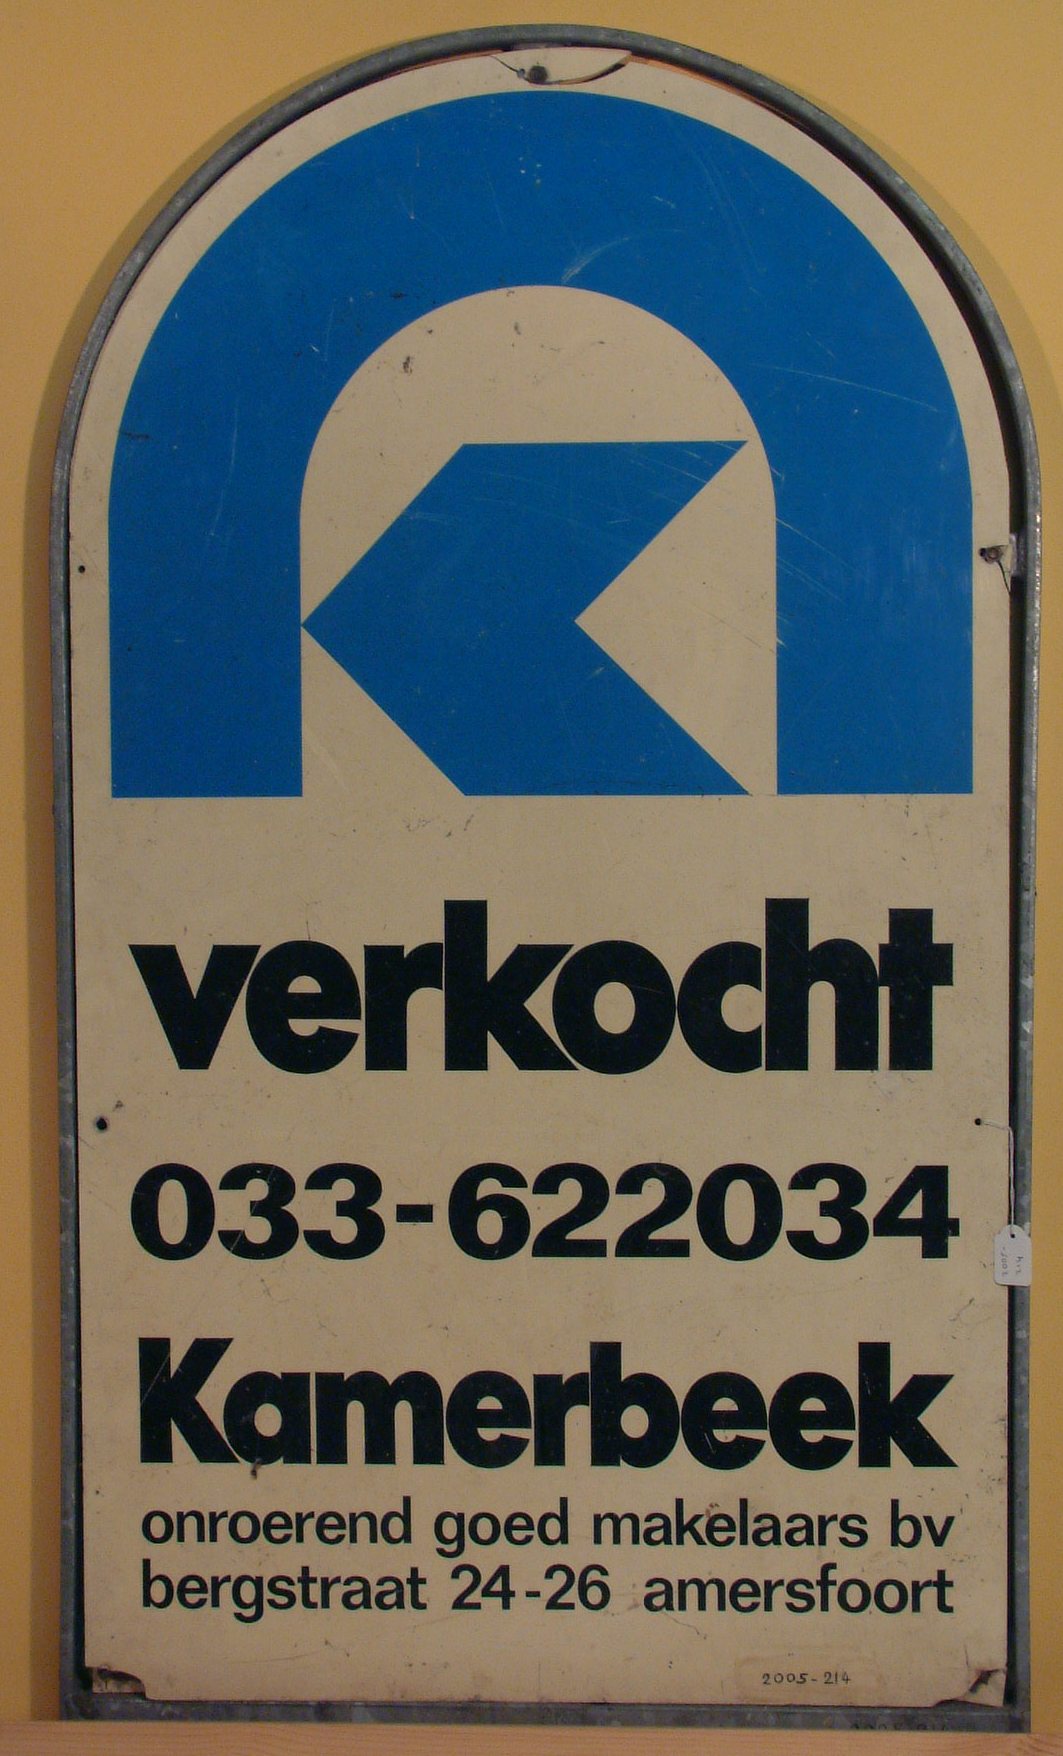 verkocht
033-622034
Kamerbeek
onroerend goed makelaars bv
bergstraat 24-26 amersfoort
2005-214